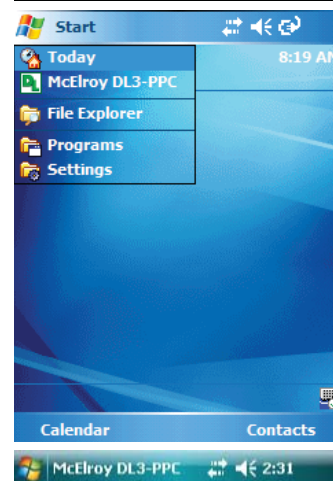 Start
Today
8:19 AM
McElroy DL3-PPC
File Explorer
Programs
Settings
Calendar Contacts
McElroy DL3-PPC 2:31